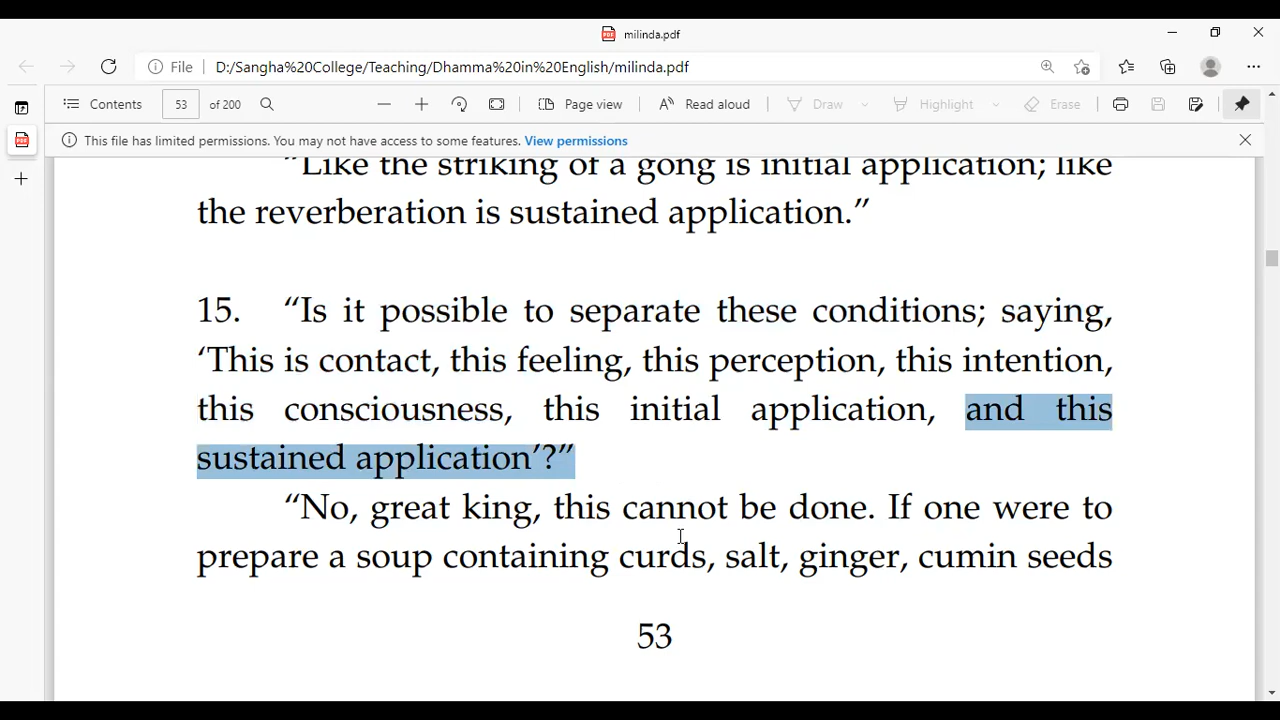 milinda.pdf
File D:/Sangha%20College/Teaching/Dhamma%20in%20English/milinda.pdf
Contents 53 of 200 Page view Read aloud Draw Highlight Erase
This file has limited permissions. You may not have access to some features. View permissions
“Like the striking of a gong is initial application; like
the reverberation is sustained application.”
15. “Is it possible to separate these conditions; saying,
‘This is contact, this feeling, this perception, this intention,
this consciousness, this initial application, and this
sustained application’?”
“No, great king, this cannot be done. If one were to
prepare a soup containing curds, salt, ginger, cumin seeds
53